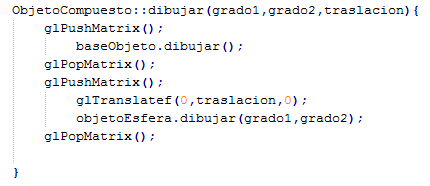 ObjetoCompuesto::dibujar(grado1,grado2,traslacion){
glPushMatrix();
baseObjeto.dibujar();
glPopMatrix();
glPushMatrix();
glTranslatef(0,traslacion,0);
objetoEsfera.dibujar(grado1,grado2);
glPopMatrix();
}